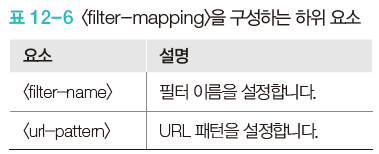 표 12-6 〈filter-mapping〉을 구성하는 하위 요소
요소 설명
〈filter-name〉 필터 이름을 설정합니다.
〈url-pattern〉 URL 패턴을 설정합니다.